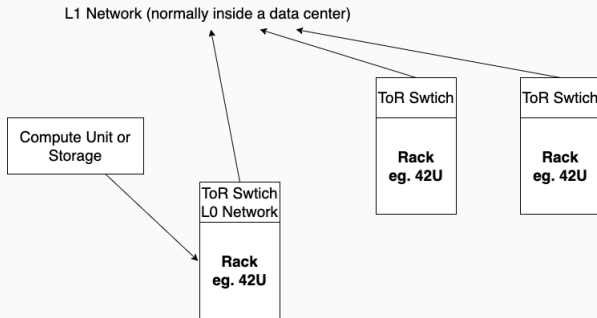 L1 Network (normally inside a data center)
ToR Swtich
ToR Swtich
Rack
eg. 42U
Rack
eg. 42U
Compute Unit or
Storage
ToR Swtich
L0 Network
Rack
eg. 42U